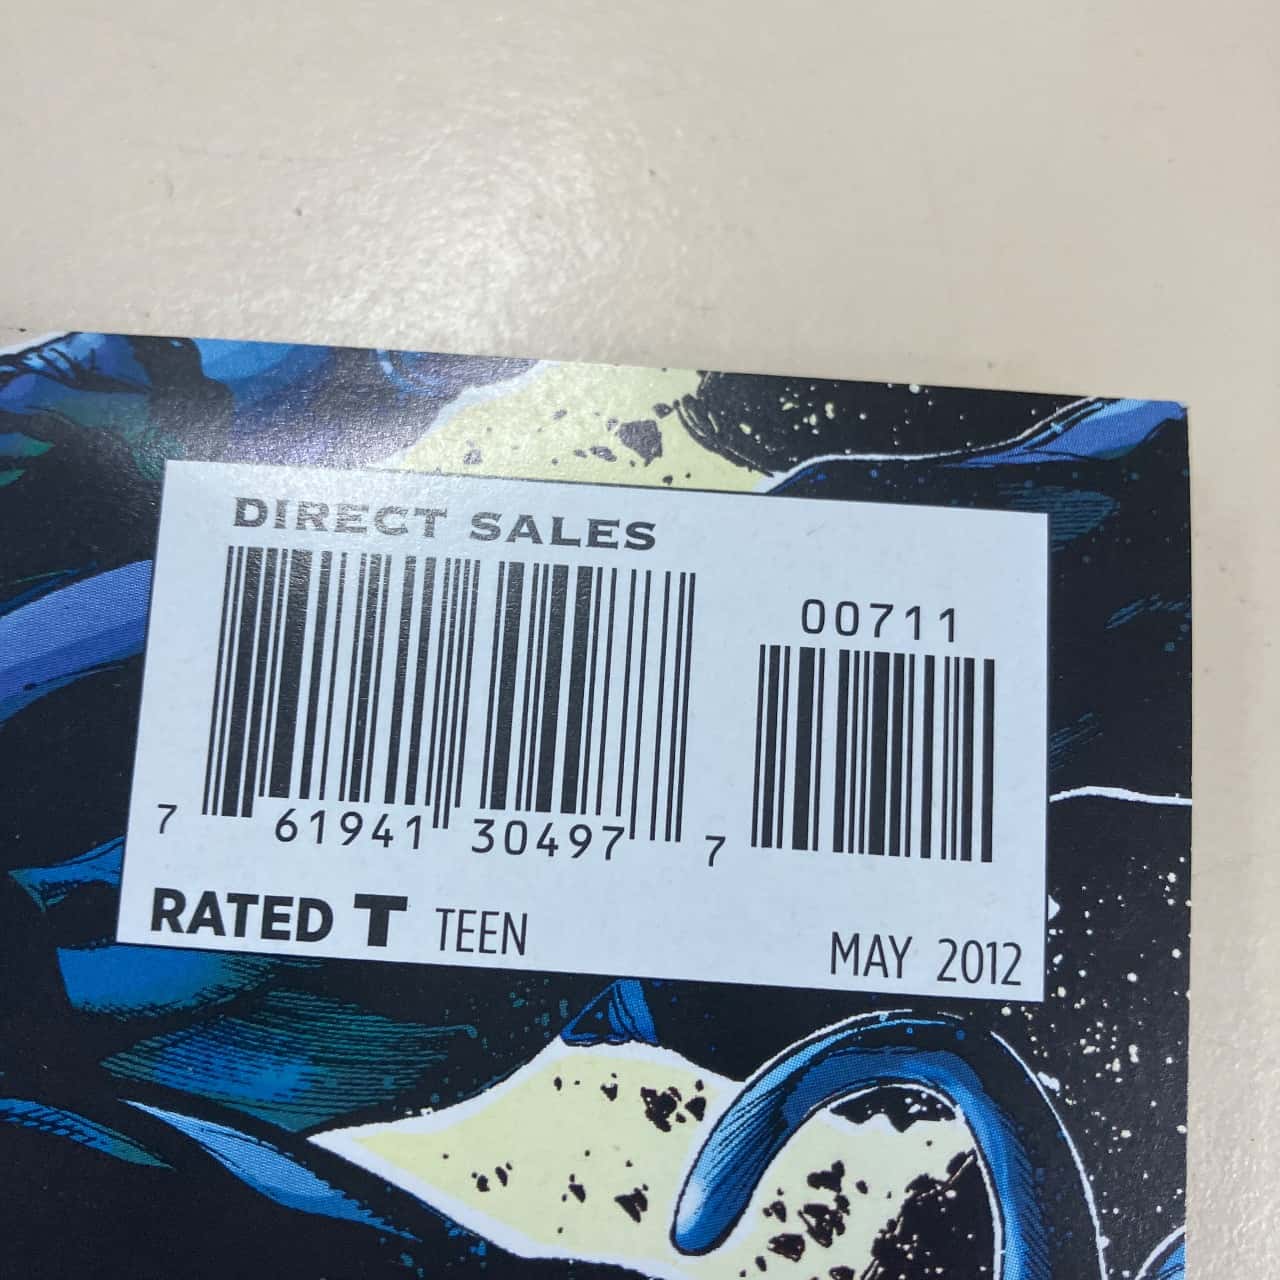 DIRECT SALES
00711
7 61941 30497 7
RATED T TEEN
MAY 2012